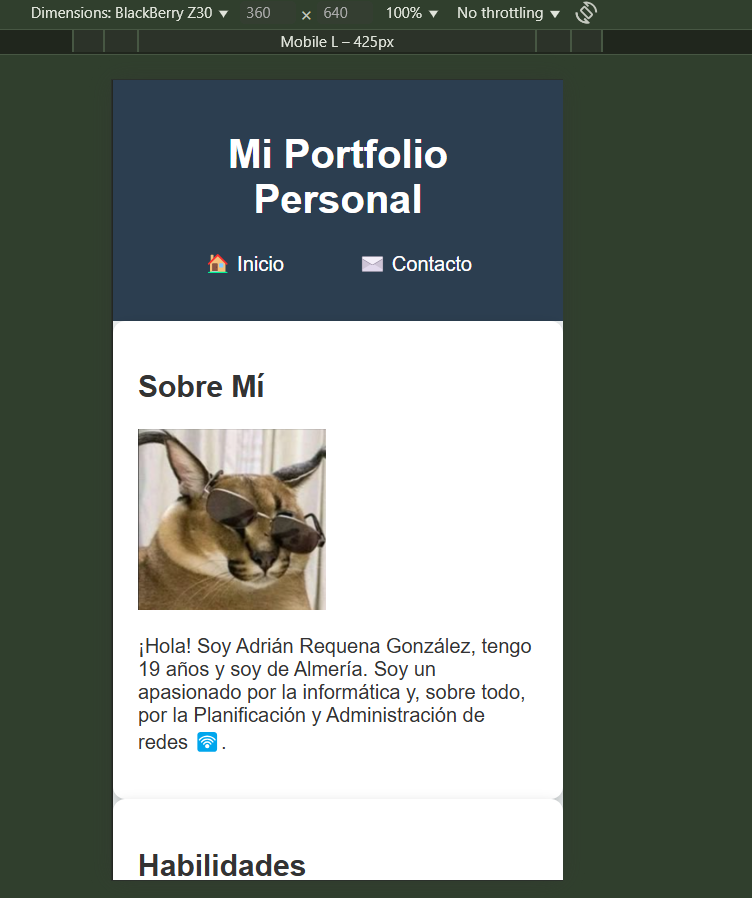 Dimensions: BlackBerry Z30 ▼ 360 × 640 100% ▼ No throttling ▼
Mobile L – 425px
Mi Portfolio
Personal
🏠 Inicio ✉️ Contacto
Sobre Mí
¡Hola! Soy Adrián Requena González, tengo
19 años y soy de Almería. Soy un
apasionado por la informática y, sobre todo,
por la Planificación y Administración de
redes 🛜.
Habilidades